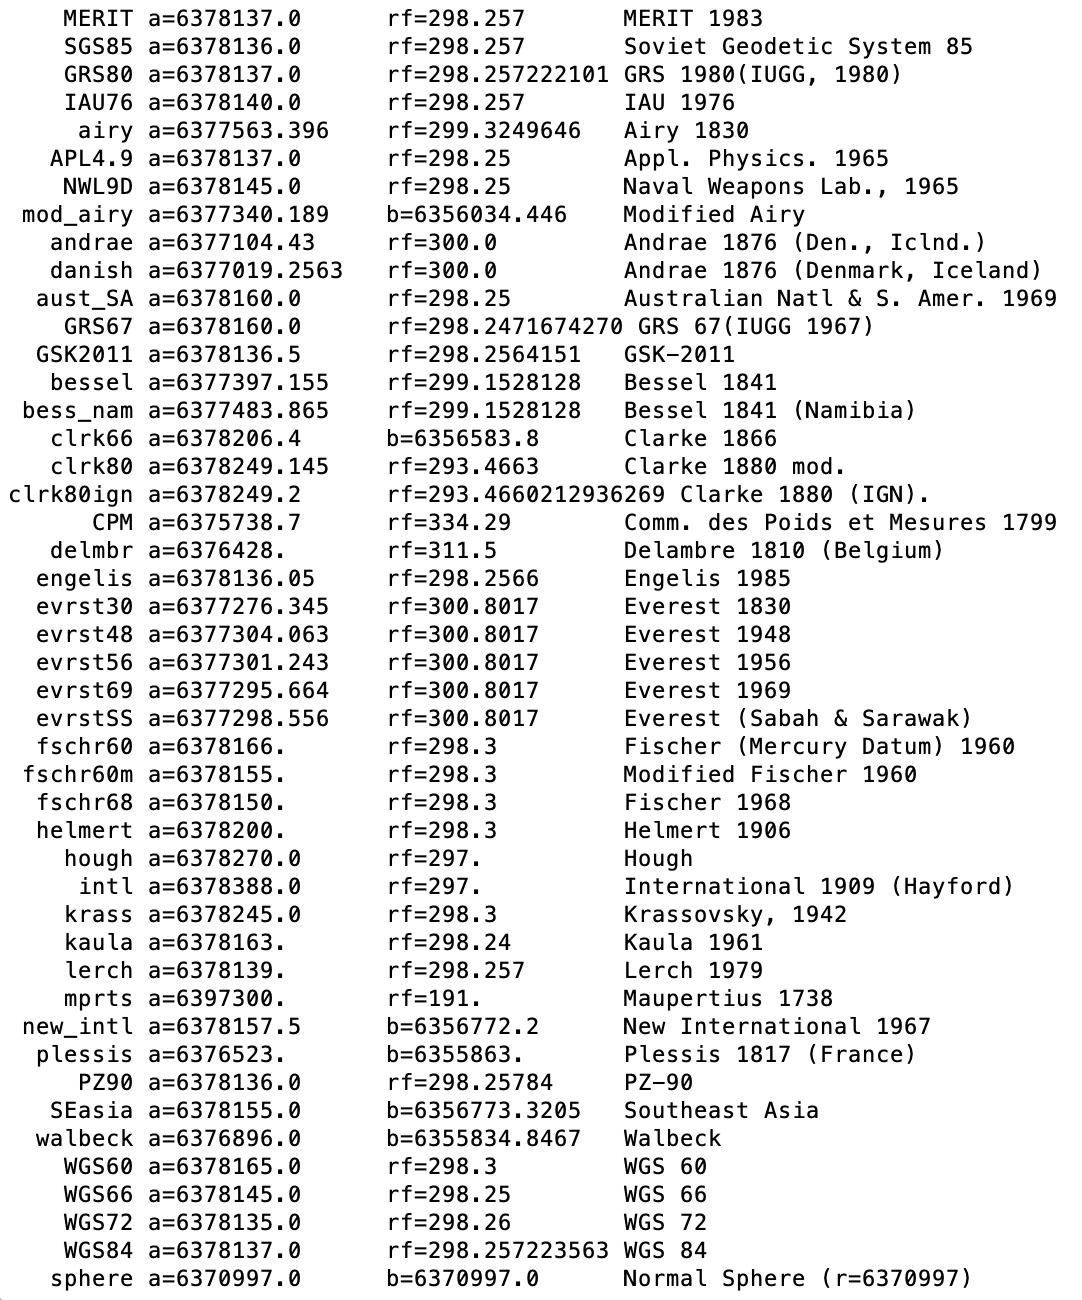 MERIT a=6378137.0 rf=298.257 MERIT 1983
SGS85 a=6378136.0 rf=298.257 Soviet Geodetic System 85
GRS80 a=6378137.0 rf=298.257222101 GRS 1980(IUGG, 1980)
IAU76 a=6378140.0 rf=298.257 IAU 1976
airy a=6377563.396 rf=299.3249646 Airy 1830
APL4.9 a=6378137.0 rf=298.25 Appl. Physics. 1965
NWL9D a=6378145.0 rf=298.25 Naval Weapons Lab., 1965
mod_airy a=6377340.189 b=6356034.446 Modified Airy
andrae a=6377104.43 rf=300.0 Andrae 1876 (Den., Iclnd.)
danish a=6377019.2563 rf=300.0 Andrae 1876 (Denmark, Iceland)
aust_SA a=6378160.0 rf=298.25 Australian Natl & S. Amer. 1969
GRS67 a=6378160.0 rf=298.2471674270 GRS 67(IUGG 1967)
GSK2011 a=6378136.5 rf=298.2564151 GSK-2011
bessel a=6377397.155 rf=299.1528128 Bessel 1841
bess_nam a=6377483.865 rf=299.1528128 Bessel 1841 (Namibia)
clrk66 a=6378206.4 b=6356583.8 Clarke 1866
clrk80 a=6378249.145 rf=293.4663 Clarke 1880 mod.
clrk80ign a=6378249.2 rf=293.4660212936269 Clarke 1880 (IGN).
CPM a=6375738.7 rf=334.29 Comm. des Poids et Mesures 1799
delmbr a=6376428. rf=311.5 Delambre 1810 (Belgium)
engelis a=6378136.05 rf=298.2566 Engelis 1985
evrst30 a=6377276.345 rf=300.8017 Everest 1830
evrst48 a=6377304.063 rf=300.8017 Everest 1948
evrst56 a=6377301.243 rf=300.8017 Everest 1956
evrst69 a=6377295.664 rf=300.8017 Everest 1969
evrstSS a=6377298.556 rf=300.8017 Everest (Sabah & Sarawak)
fschr60 a=6378166. rf=298.3 Fischer (Mercury Datum) 1960
fschr60m a=6378155. rf=298.3 Modified Fischer 1960
fschr68 a=6378150. rf=298.3 Fischer 1968
helmert a=6378200. rf=298.3 Helmert 1906
hough a=6378270.0 rf=297. Hough
intl a=6378388.0 rf=297. International 1909 (Hayford)
krass a=6378245.0 rf=298.3 Krassovsky, 1942
kaula a=6378163. rf=298.24 Kaula 1961
lerch a=6378139. rf=298.257 Lerch 1979
mprts a=6397300. rf=191. Maupertius 1738
new_intl a=6378157.5 b=6356772.2 New International 1967
plessis a=6376523. b=6355863. Plessis 1817 (France)
PZ90 a=6378136.0 rf=298.25784 PZ-90
SEasia a=6378155.0 b=6356773.3205 Southeast Asia
walbeck a=6376896.0 b=6355834.8467 Walbeck
WGS60 a=6378165.0 rf=298.3 WGS 60
WGS66 a=6378145.0 rf=298.25 WGS 66
WGS72 a=6378135.0 rf=298.26 WGS 72
WGS84 a=6378137.0 rf=298.257223563 WGS 84
sphere a=6370997.0 b=6370997.0 Normal Sphere (r=6370997)